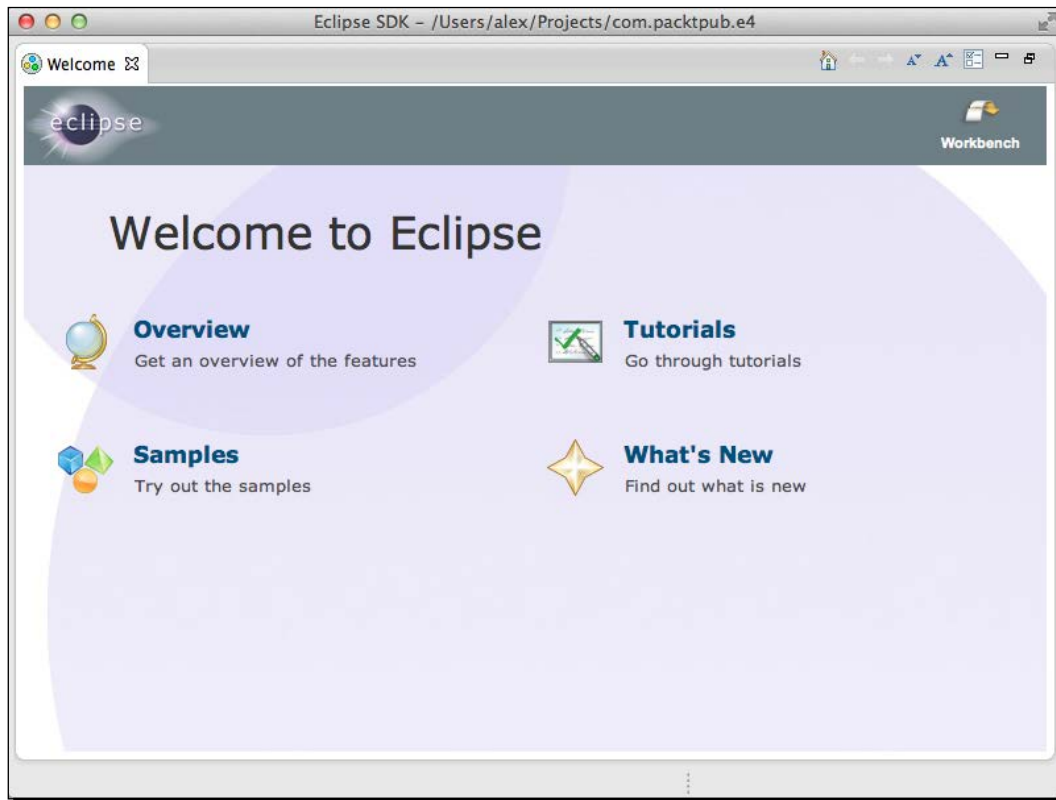 Eclipse SDK – /Users/alex/Projects/com.packtpub.e4
Welcome
eclipse
Workbench
Welcome to Eclipse
Overview
Get an overview of the features
Tutorials
Go through tutorials
Samples
Try out the samples
What's New
Find out what is new